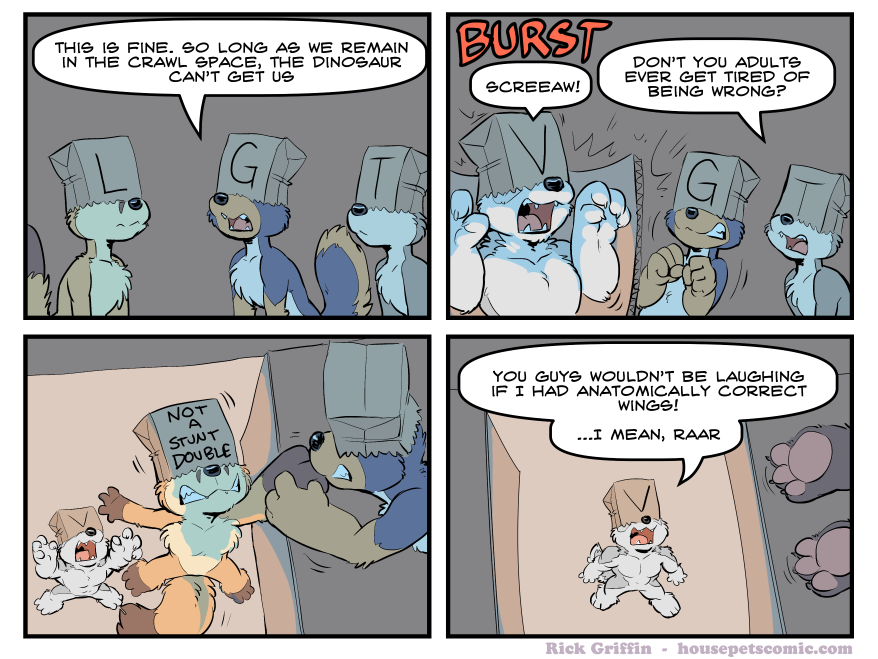 THIS IS FINE. SO LONG AS WE REMAIN
IN THE CRAWL SPACE, THE DINOSAUR
CAN'T GET US
L
G
T
BURST
SCREEAW!
DON'T YOU ADULTS
EVER GET TIRED OF
BEING WRONG?
V
G
T
NOT
A
STUNT
DOUBLE
V
YOU GUYS WOULDN'T BE LAUGHING
IF I HAD ANATOMICALLY CORRECT
WINGS!
...I MEAN, RAAR
V
Rick Griffin - housepetscomic.com